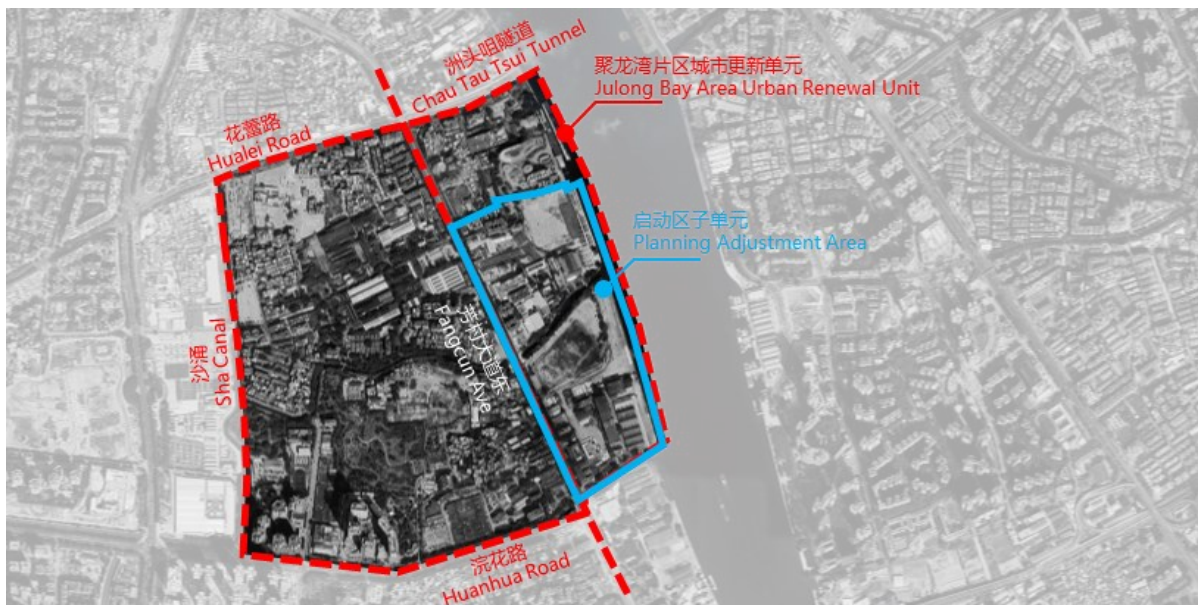 洲头咀隧道
Chau Tau Tsui Tunnel
聚龙湾片区城市更新单元
Julong Bay Area Urban Renewal Unit
花蕾路
Hualei Road
启动区子单元
Planning Adjustment Area
芳村大道东
Fangcun Ave
沙涌
Sha Canal
浣花路
Huanhua Road